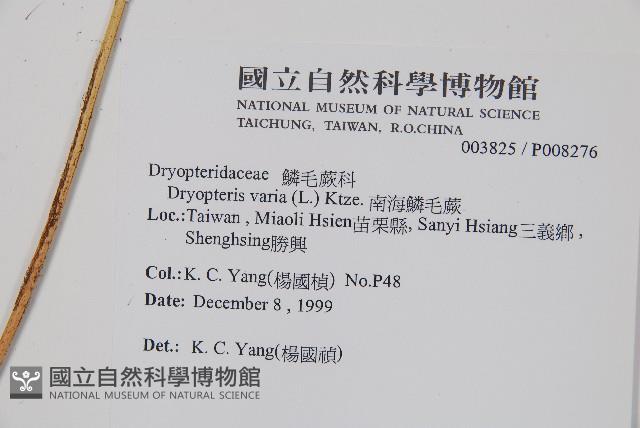 國立自然科學博物館
NATIONAL MUSEUM OF NATURAL SCIENCE
TAICHUNG, TAIWAN, R.O.CHINA
003825 / P008276
Dryopteridaceae 鱗毛蕨科
Dryopteris varia (L.) Ktze. 南海鱗毛蕨
Loc.:Taiwan , Miaoli Hsien苗栗縣, Sanyi Hsiang三義鄉 ,
Shenghsing勝興
Col.:K. C. Yang(楊國楨) No.P48
Date: December 8 , 1999
Det.: K. C. Yang(楊國禎)
國立自然科學博物館
NATIONAL MUSEUM OF NATURAL SCIENCE